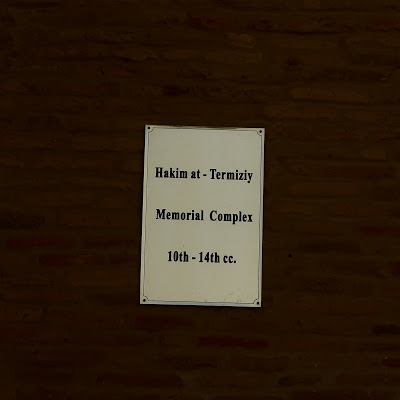 Hakim at - Termiziy
Memorial Complex
10th - 14th cc.